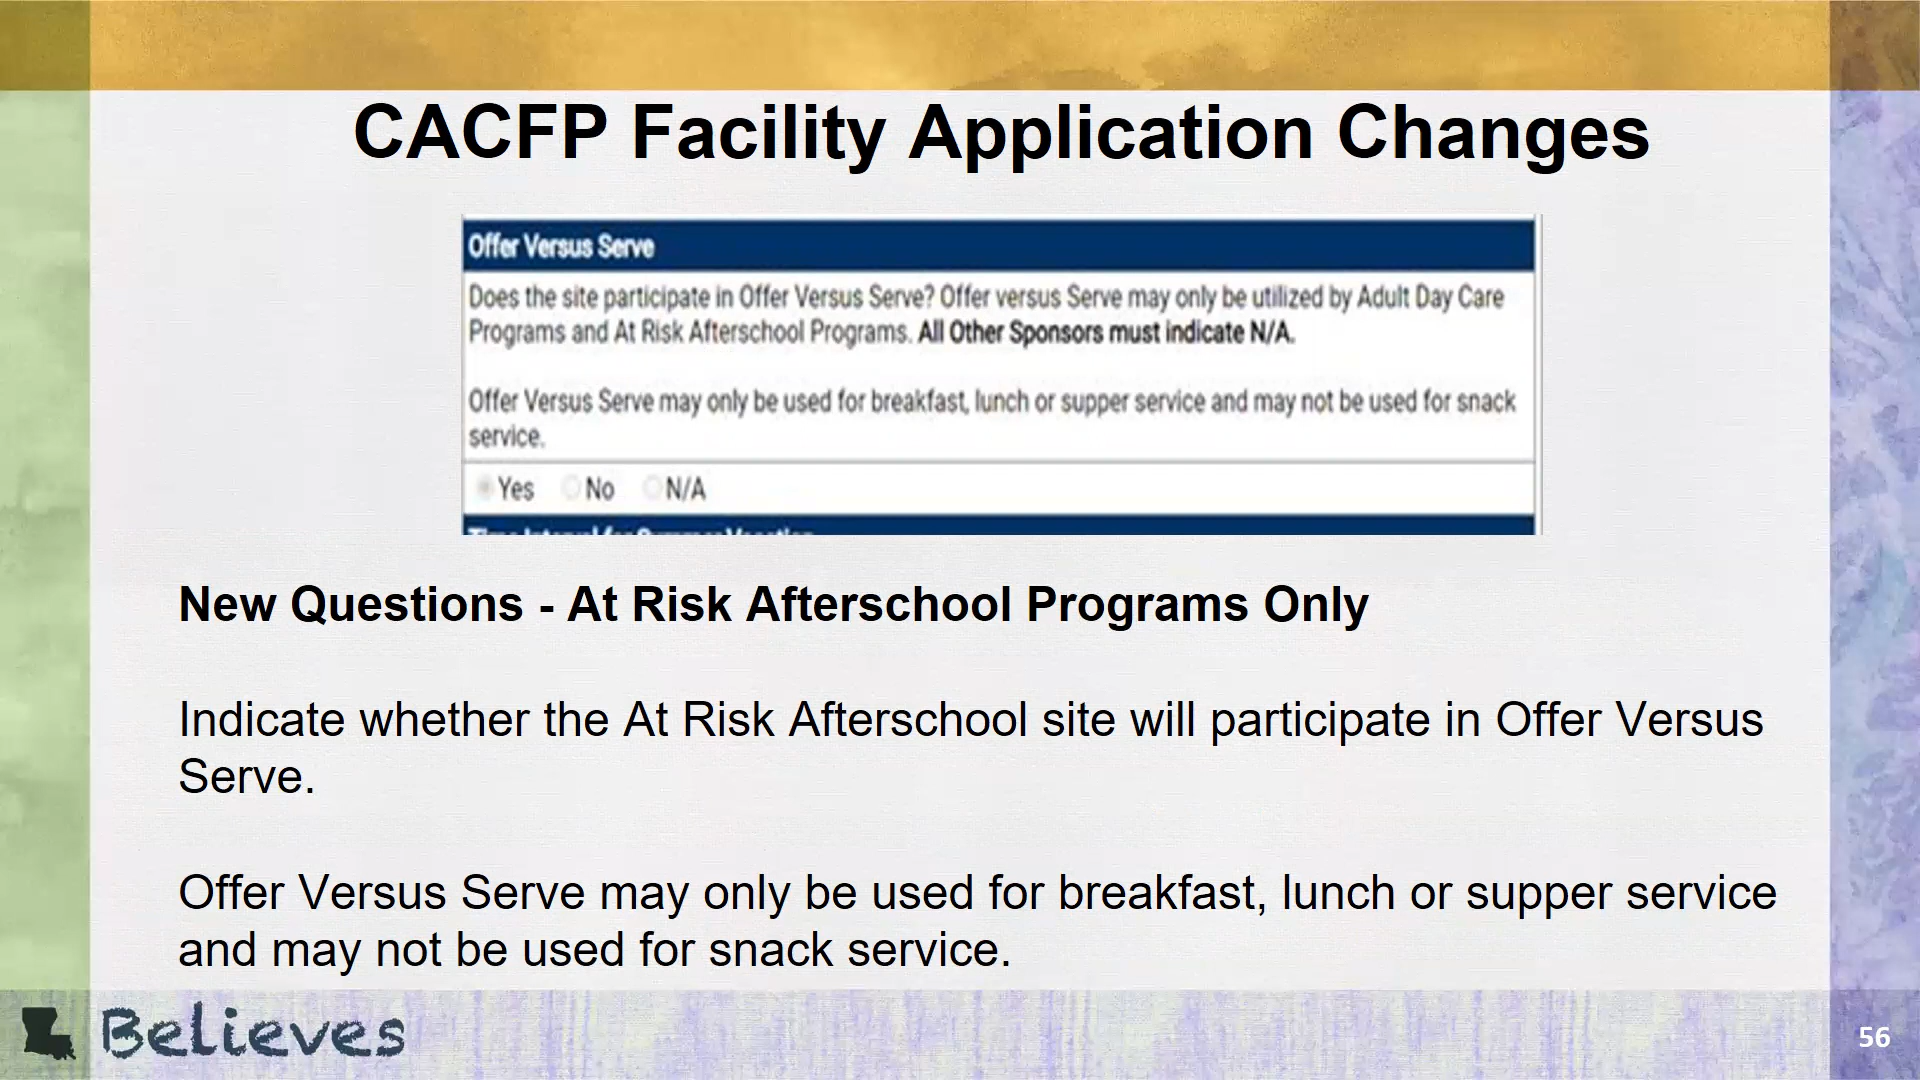 CACFP Facility Application Changes
Offer Versus Serve
Does the site participate in Offer Versus Serve? Offer versus Serve may only be utilized by Adult Day Care
Programs and At Risk Afterschool Programs. All Other Sponsors must indicate N/A.
Offer Versus Serve may only be used for breakfast, lunch or supper service and may not be used for snack
service.
Yes No N/A
Time Interval for Summer Vacation
New Questions - At Risk Afterschool Programs Only
Indicate whether the At Risk Afterschool site will participate in Offer Versus
Serve.
Offer Versus Serve may only be used for breakfast, lunch or supper service
and may not be used for snack service.
Believes
56